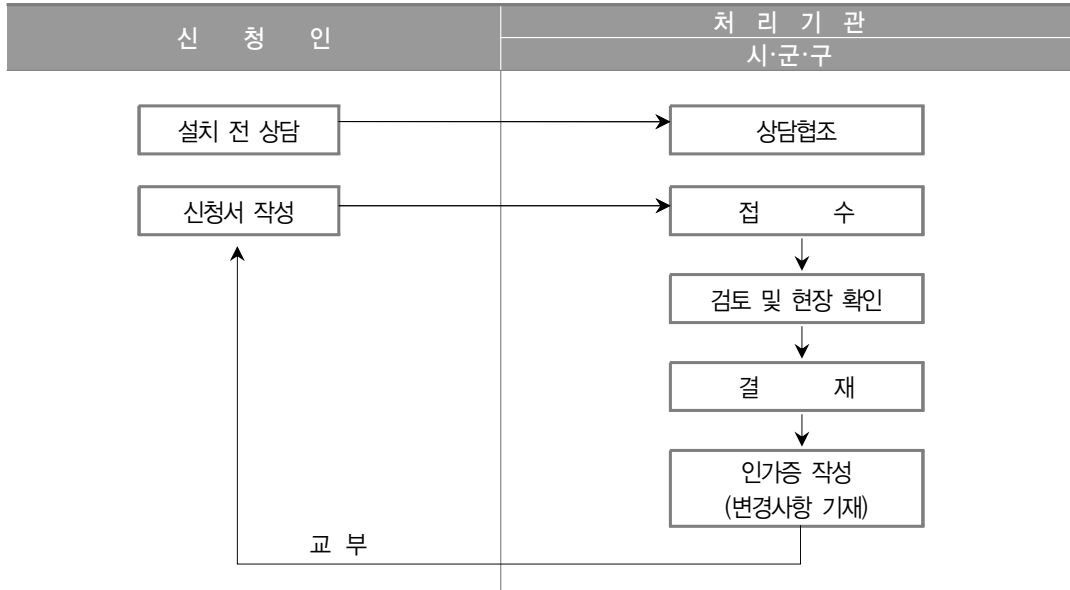 신 청 인
처 리 기 관
시·군·구
설치 전 상담
상담협조
신청서 작성
접 수
검토 및 현장 확인
결 재
인가증 작성
(변경사항 기재)
교 부